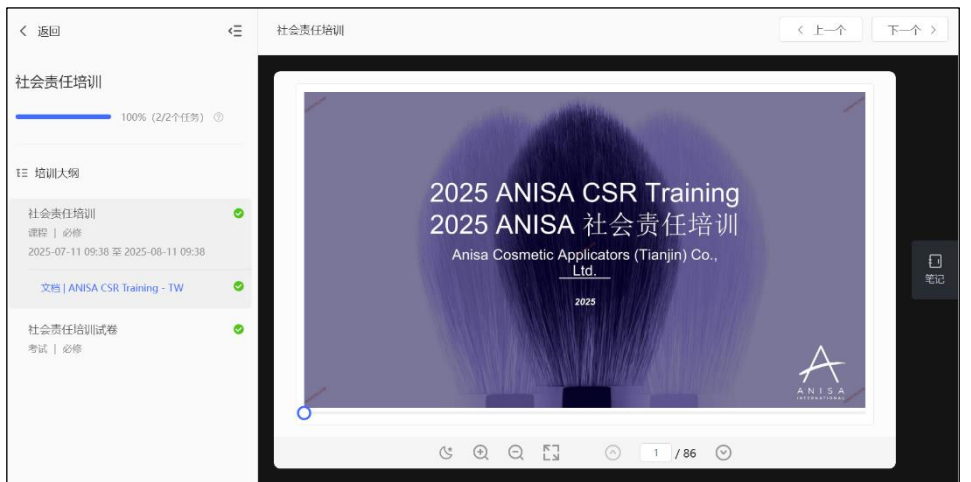 返回
社会责任培训
100% (2/2个任务)
培训大纲
社会责任培训
课程 | 必修
2025-07-11 09:38 至 2025-08-11 09:38
文档 | ANISA CSR Training - TW
社会责任培训试卷
考试 | 必修
社会责任培训
上一个
下一个
2025 ANISA CSR Training
2025 ANISA 社会责任培训
Anisa Cosmetic Applicators (Tianjin) Co.,
Ltd.
2025
ANISA
INTERNATIONAL
1 / 86
笔记